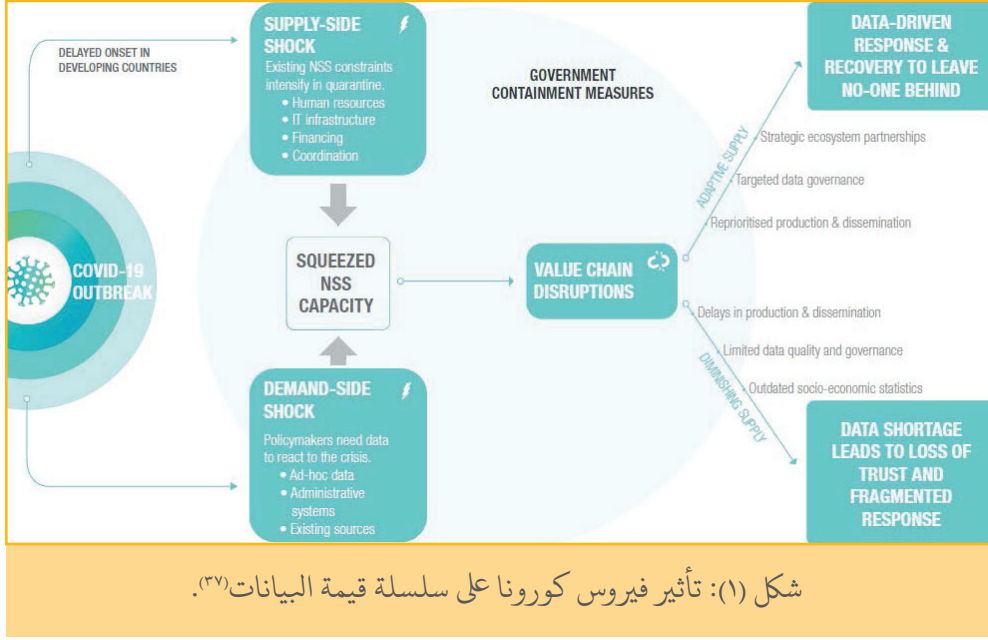 DELAYED ONSET IN
DEVELOPING COUNTRIES
COVID-19
OUTBREAK
SUPPLY-SIDE
SHOCK
Existing NSS constraints
intensify in quarantine.
• Human resources
• IT infrastructure
• Financing
• Coordination
SQUEEZED
NSS
CAPACITY
DEMAND-SIDE
SHOCK
Policymakers need data
to react to the crisis.
• Ad-hoc data
• Administrative
systems
• Existing sources
GOVERNMENT
CONTAINMENT MEASURES
VALUE CHAIN
DISRUPTIONS
ADAPTIVE SUPPLY
Strategic ecosystem partnerships
Targeted data governance
Reprioritised production & dissemination
DATA-DRIVEN
RESPONSE &
RECOVERY TO LEAVE
NO-ONE BEHIND
DIMINISHING SUPPLY
Delays in production & dissemination
Limited data quality and governance
Outdated socio-economic statistics
DATA SHORTAGE
LEADS TO LOSS OF
TRUST AND
FRAGMENTED
RESPONSE
شكل (١): تأثير فيروس كورونا على سلسلة قيمة البيانات(٣٧).